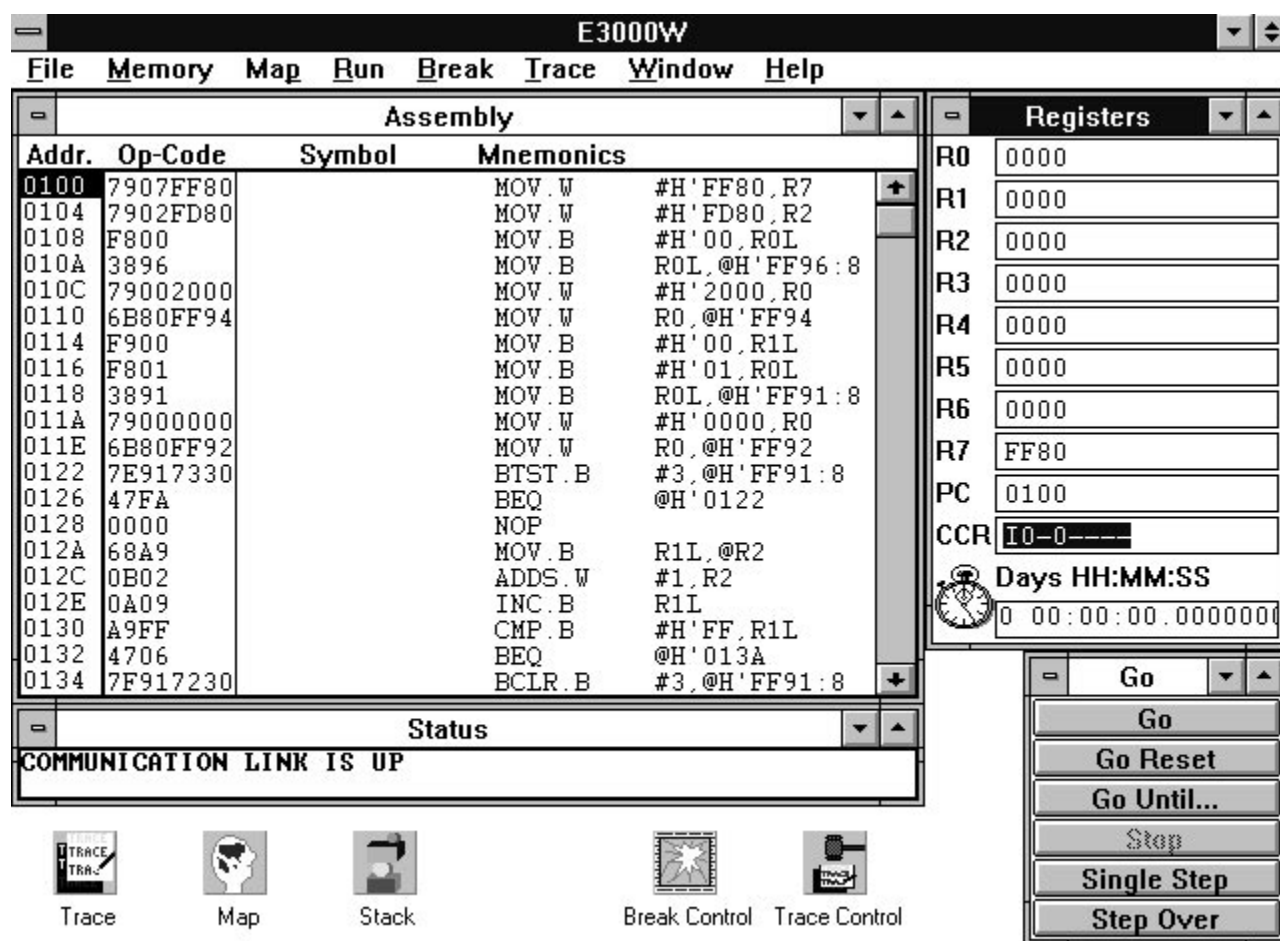 E3000W
File Memory Map Run Break Trace Window Help
Assembly
Addr. Op-Code Symbol Mnemonics
0100 7907FF80 MOV.W #H'FF80,R7
0104 7902FD80 MOV.W #H'FD80,R2
0108 F800 MOV.B #H'00,R0L
010A 3896 MOV.B R0L,@H'FF96:8
010C 79002000 MOV.W #H'2000,R0
0110 6B80FF94 MOV.W R0,@H'FF94
0114 F900 MOV.B #H'00,R1L
0116 F801 MOV.B #H'01,R0L
0118 3891 MOV.B R0L,@H'FF91:8
011A 79000000 MOV.W #H'0000,R0
011E 6B80FF92 MOV.W R0,@H'FF92
0122 7E917330 BTST.B #3,@H'FF91:8
0126 47FA BEQ @H'0122
0128 0000 NOP
012A 68A9 MOV.B R1L,@R2
012C 0B02 ADDS.W #1,R2
012E 0A09 INC.B R1L
0130 A9FF CMP.B #H'FF,R1L
0132 4706 BEQ @H'013A
0134 7F917230 BCLR.B #3,@H'FF91:8
Registers
R0 0000
R1 0000
R2 0000
R3 0000
R4 0000
R5 0000
R6 0000
R7 FF80
PC 0100
CCR I0-0----
Days HH:MM:SS
0 00:00:00.000000
Status
COMMUNICATION LINK IS UP
Go
Go
Go Reset
Go Until...
Stop
Single Step
Step Over
TRACE
TRACE
Trace
Map
Stack
Break Control
Trace Control